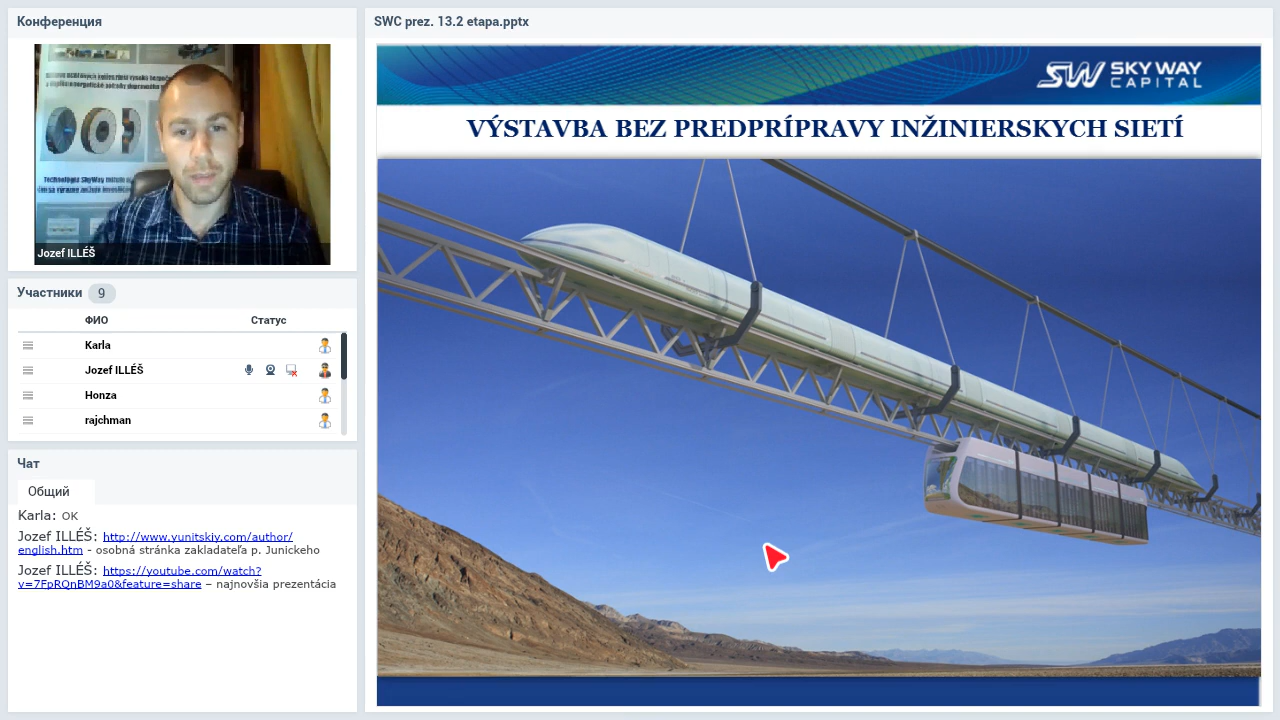 Конференция
Jozef ILLÉŠ
Участники 9
ФИО Статус
Karla
Jozef ILLÉŠ
Honza
rajchman
Чат
Общий
Karla: OK
Jozef ILLÉŠ: http://www.yunitskiy.com/author/
english.htm - osobná stránka zakladateľa p. Junickeho
Jozef ILLÉŠ: https://youtube.com/watch?
v=7FpRQnBM9a0&feature=share – najnovšia prezentácia
SWC prez. 13.2 etapa.pptx
SW SKY WAY
CAPITAL
VÝSTAVBA BEZ PREDPRÍPRAVY INŽINIERSKYCH SIETÍ